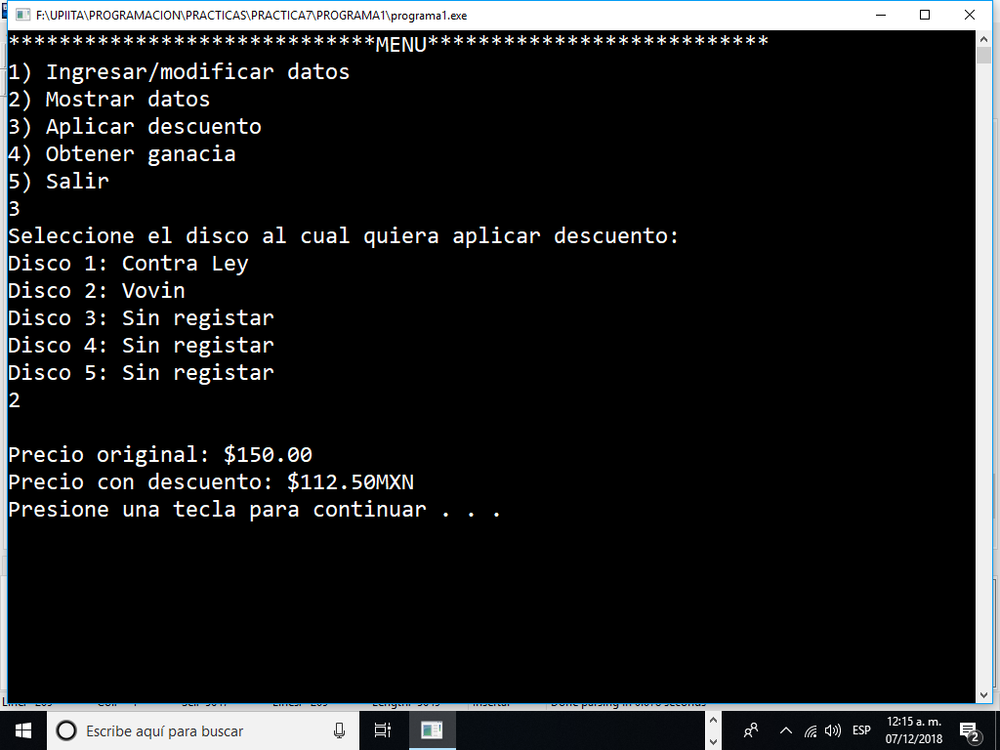 F:\UPIITA\PROGRAMACION\PRACTICAS\PRACTICA7\PROGRAMA1\programa1.exe
*****************************MENU***************************
1) Ingresar/modificar datos
2) Mostrar datos
3) Aplicar descuento
4) Obtener ganacia
5) Salir
3
Seleccione el disco al cual quiera aplicar descuento:
Disco 1: Contra Ley
Disco 2: Vovin
Disco 3: Sin registar
Disco 4: Sin registar
Disco 5: Sin registar
2
Precio original: $150.00
Precio con descuento: $112.50MXN
Presione una tecla para continuar . . .
Escribe aquí para buscar
ESP
12:15 a. m.
07/12/2018
2